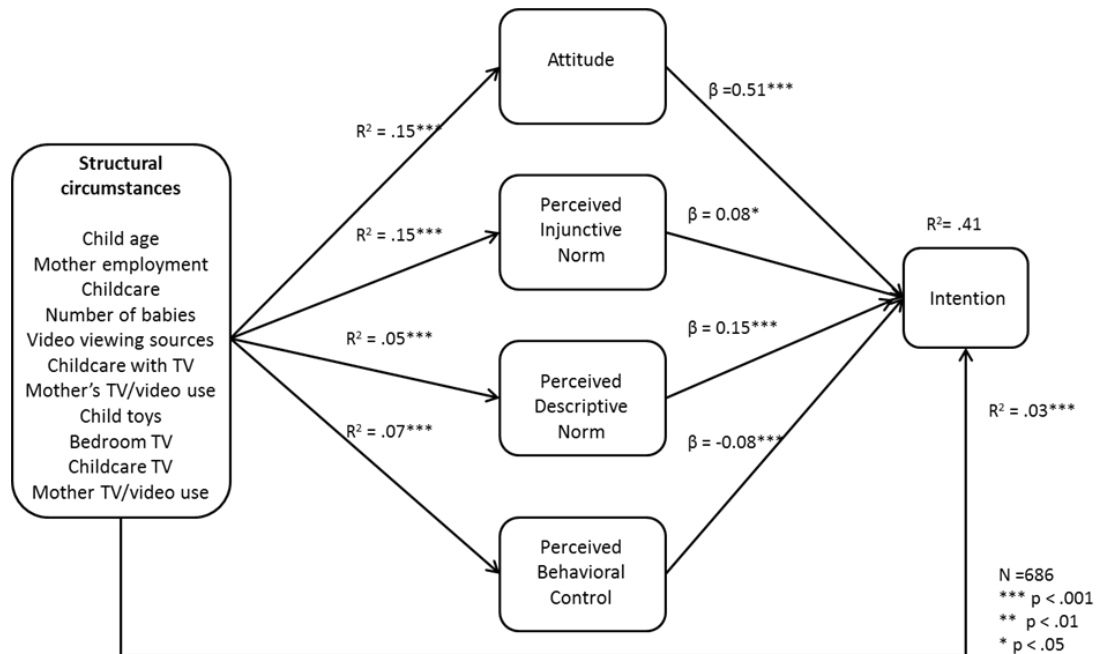 Structural
circumstances
Child age
Mother employment
Childcare
Number of babies
Video viewing sources
Childcare with TV
Mother's TV/video use
Child toys
Bedroom TV
Childcare TV
Mother TV/video use
R² = .15***
R² = .15***
R² = .05***
R² = .07***
Attitude
Perceived
Injunctive
Norm
Perceived
Descriptive
Norm
Perceived
Behavioral
Control
β =0.51***
β = 0.08*
β = 0.15***
β = -0.08***
R²= .41
Intention
R² = .03***
N =686
*** p < .001
** p < .01
* p < .05